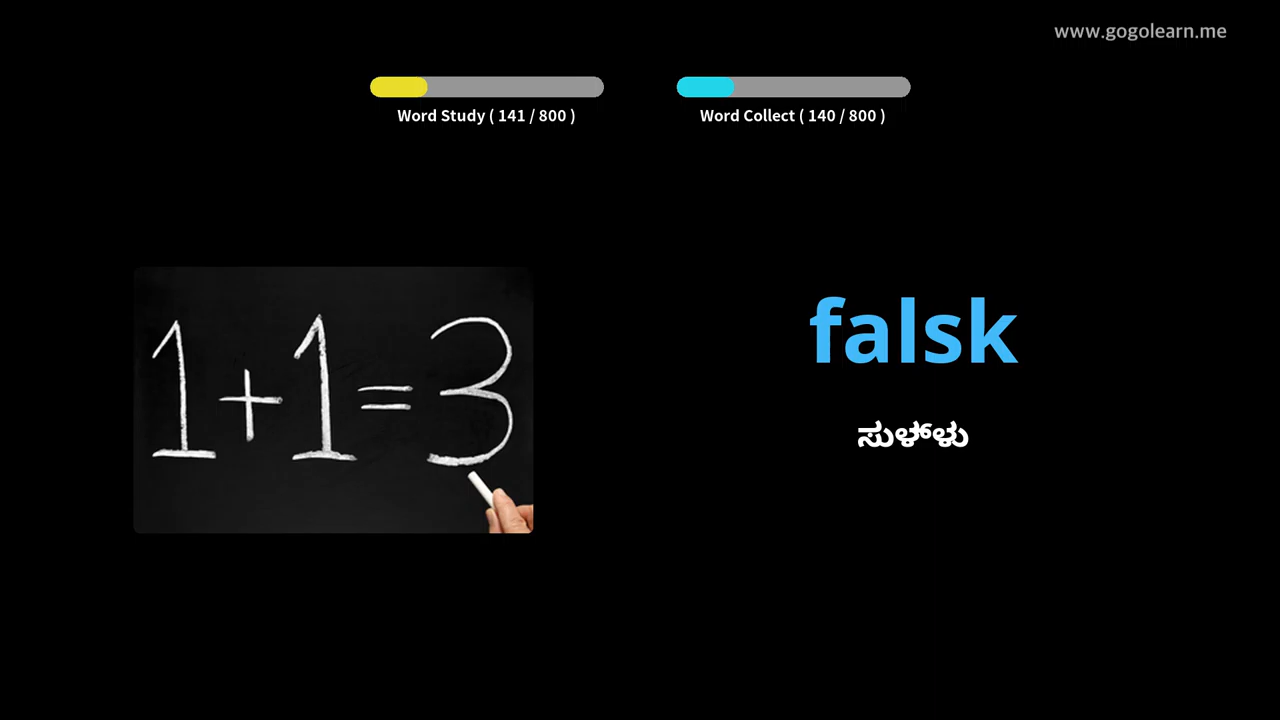 www.gogolearn.me
Word Study ( 141 / 800 )
Word Collect ( 140 / 800 )
1+1=3
falsk
ಸುಳ್ಳು